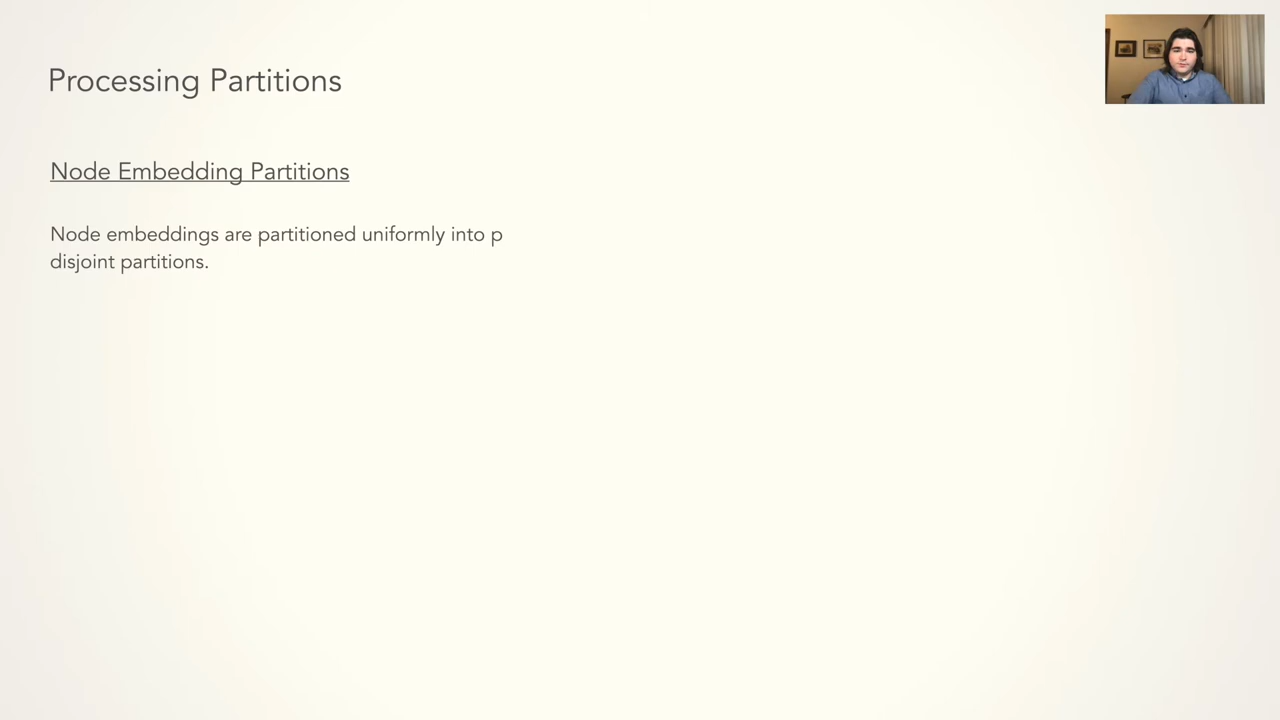 Processing Partitions
Node Embedding Partitions
Node embeddings are partitioned uniformly into p
disjoint partitions.